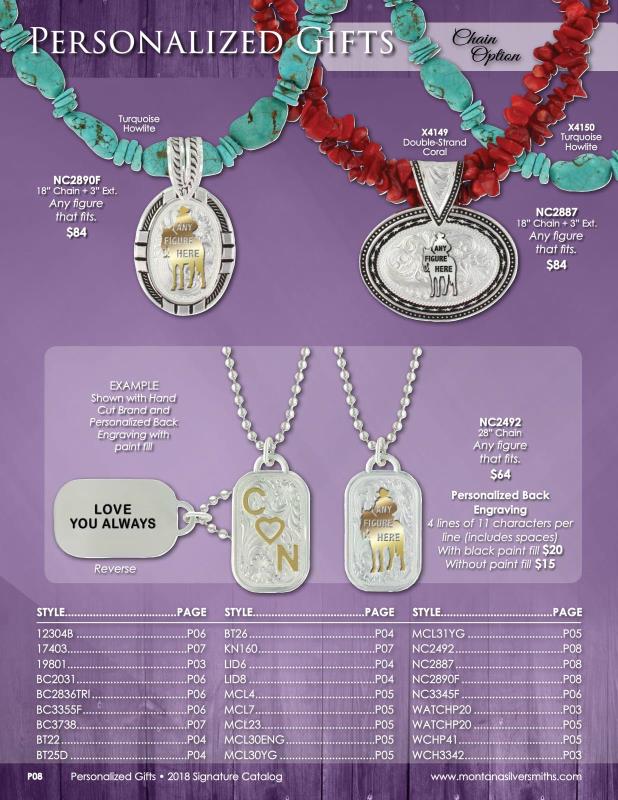 PERSONALIZED GIFTS
Chain
Option
Turquoise
Howlite
NC2890F
18" Chain + 3" Ext.
Any figure
that fits.
$84
ANY
FIGURE
HERE
X4149
Double-Strand
Coral
X4150
Turquoise
Howlite
NC2887
18" Chain + 3" Ext.
Any figure
that fits.
$84
ANY
FIGURE
HERE
EXAMPLE
Shown with Hand
Cut Brand and
Personalized Back
Engraving with
paint fill
LOVE
YOU ALWAYS
Reverse
C
N
ANY
FIGURE
HERE
NC2492
28" Chain
Any figure
that fits.
$64
Personalized Back
Engraving
4 lines of 11 characters per
line (includes spaces)
With black paint fill $20
Without paint fill $15
STYLE..................................PAGE
12304B ..............................P06
17403..................................P07
19801..................................P03
BC2031 ..............................P06
BC2836TRI .........................P06
BC3355F.............................P06
BC3738...............................P07
BT22 ...................................P04
BT25D .................................P04
STYLE..................................PAGE
BT26 ...................................P04
KN160.................................P07
LID6 ....................................P04
LID8 ....................................P04
MCL4..................................P05
MCL7..................................P05
MCL23................................P05
MCL30ENG........................P05
MCL30YG ..........................P05
STYLE..................................PAGE
MCL31YG ..........................P05
NC2492..............................P08
NC2887..............................P08
NC2890F ............................P08
NC3345F ............................P06
WATCHP20 ........................P03
WATCHP20 ........................P05
WCHP41.............................P05
WCH3342...........................P03
P08 Personalized Gifts • 2018 Signature Catalog www.montanasilversmiths.com